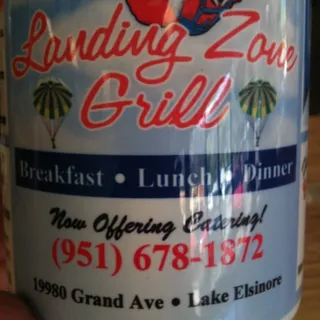 Landing Zone
Grill
Breakfast • Lunch • Dinner
Now Offering Catering!
(951) 678-1872
19980 Grand Ave • Lake Elsinore